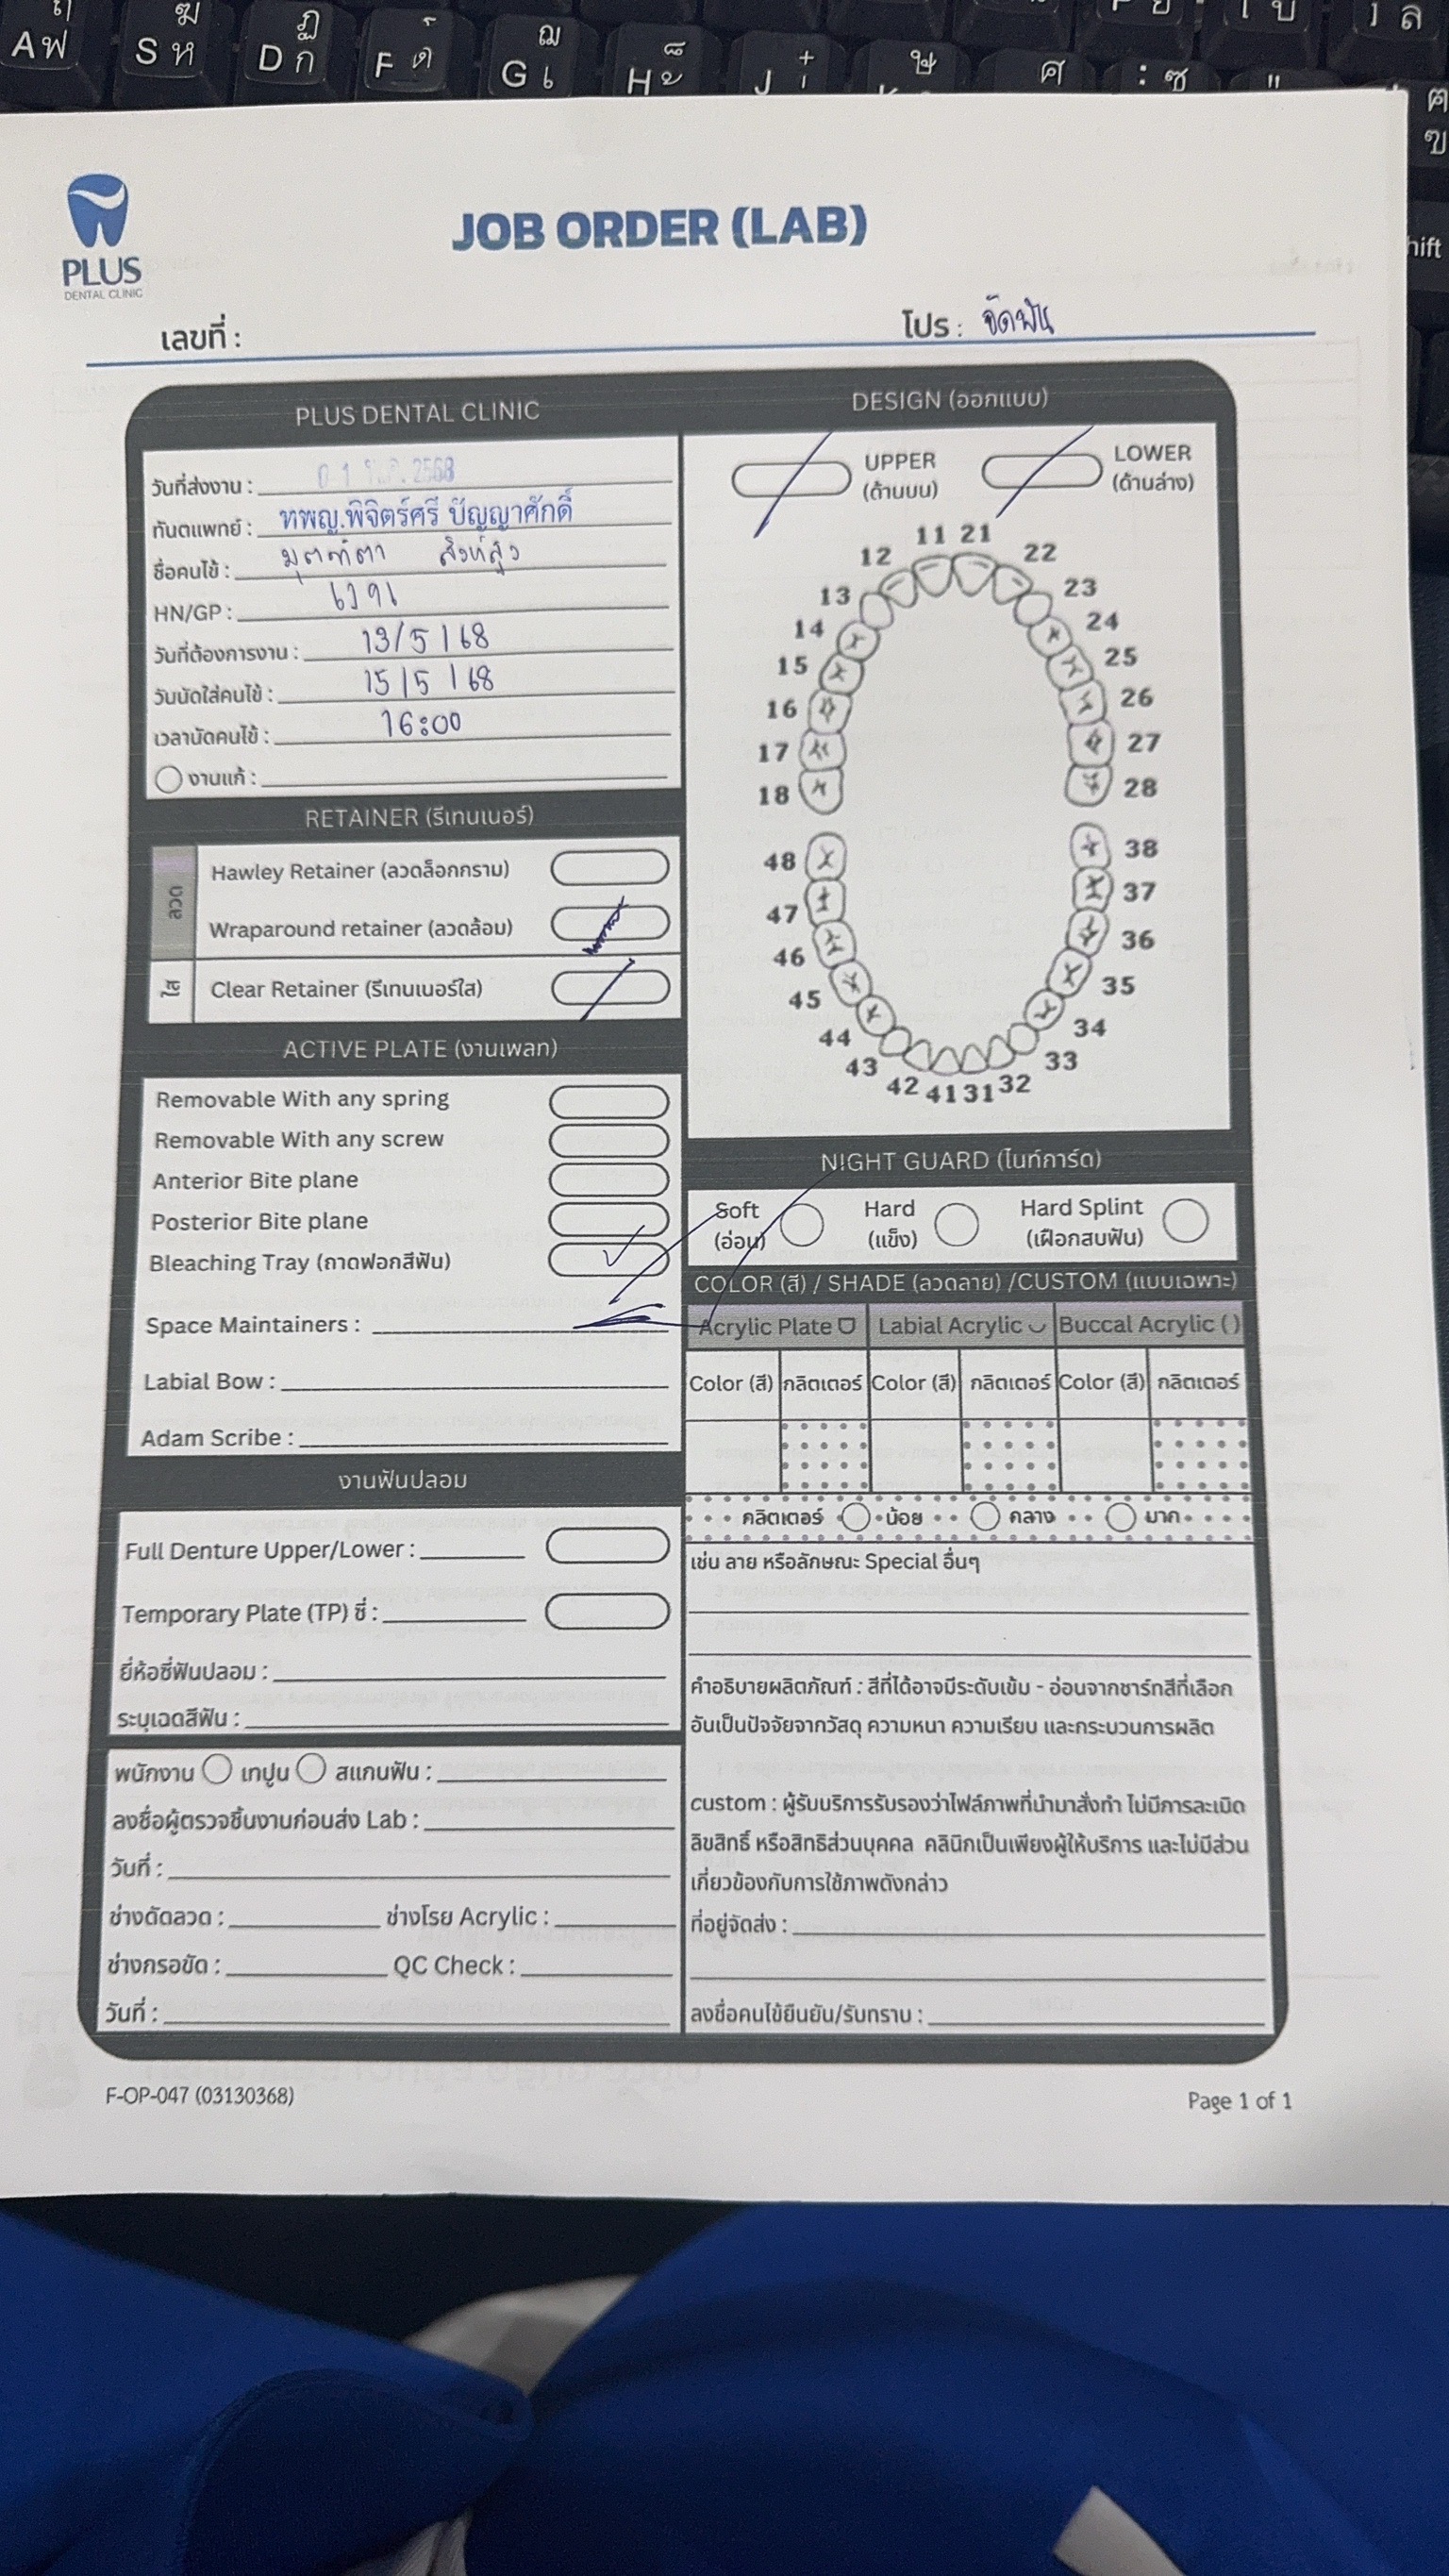 AฟSหDกFดGเH้J่
PLUS
DENTAL CLINIC
JOB ORDER (LAB)
เลขที่ :
โปร : จัดฟัน
PLUS DENTAL CLINIC
วันที่ส่งงาน : 01 พ.ค. 2568
ทันตแพทย์ : ทพญ.พิจิตร์ศรี ปัญญาศักดิ์
ชื่อคนไข้ :
HN/GP :
วันที่ต้องการงาน : 13/5/68
วันนัดใส่คนไข้ : 15/5/68
เวลานัดคนไข้ : 16:00
งานแก้ :
RETAINER (รีเทนเนอร์)
ลวด
Hawley Retainer (ลวดล็อกกราม)
Wraparound retainer (ลวดล้อม)
ใส
Clear Retainer (รีเทนเนอร์ใส)
ACTIVE PLATE (งานเพลท)
Removable With any spring
Removable With any screw
Anterior Bite plane
Posterior Bite plane
Bleaching Tray (ถาดฟอกสีฟัน)
Space Maintainers :
Labial Bow :
Adam Scribe :
งานฟันปลอม
Full Denture Upper/Lower :
Temporary Plate (TP) ซี่ :
ยี่ห้อซี่ฟันปลอม :
ระบุเฉดสีฟัน :
พนักงาน เทปูน สแกนฟัน :
ลงชื่อผู้ตรวจชิ้นงานก่อนส่ง Lab :
วันที่ :
ช่างดัดลวด : ช่างโรย Acrylic :
ช่างกรอขัด : QC Check :
วันที่ :
DESIGN (ออกแบบ)
UPPER
(ด้านบน)
LOWER
(ด้านล่าง)
11 21
12 22
13 23
14 24
15 25
16 26
17 27
18 28
48 38
47 37
46 36
45 35
44 34
43 33
42 41 31 32
NIGHT GUARD (ไนท์การ์ด)
Soft
(อ่อน)
Hard
(แข็ง)
Hard Splint
(เฝือกสบฟัน)
COLOR (สี) / SHADE (ลวดลาย) /CUSTOM (แบบเฉพาะ)
Acrylic Plate Labial Acrylic Buccal Acrylic ( )
Color (สี) กลิตเตอร์ Color (สี) กลิตเตอร์ Color (สี) กลิตเตอร์
กลิตเตอร์ น้อย กลาง มาก
เช่น ลาย หรือลักษณะ Special อื่นๆ
คำอธิบายผลิตภัณฑ์ : สีที่ได้อาจมีระดับเข้ม - อ่อนจากชาร์ทสีที่เลือก
อันเป็นปัจจัยจากวัสดุ ความหนา ความเรียบ และกระบวนการผลิต
custom : ผู้รับบริการรับรองว่าไฟล์ภาพที่นำมาสั่งทำ ไม่มีการละเมิด
ลิขสิทธิ์ หรือสิทธิส่วนบุคคล คลินิกเป็นเพียงผู้ให้บริการ และไม่มีส่วน
เกี่ยวข้องกับการใช้ภาพดังกล่าว
ที่อยู่จัดส่ง :
ลงชื่อคนไข้ยืนยัน/รับทราบ :
F-OP-047 (03130368)
Page 1 of 1